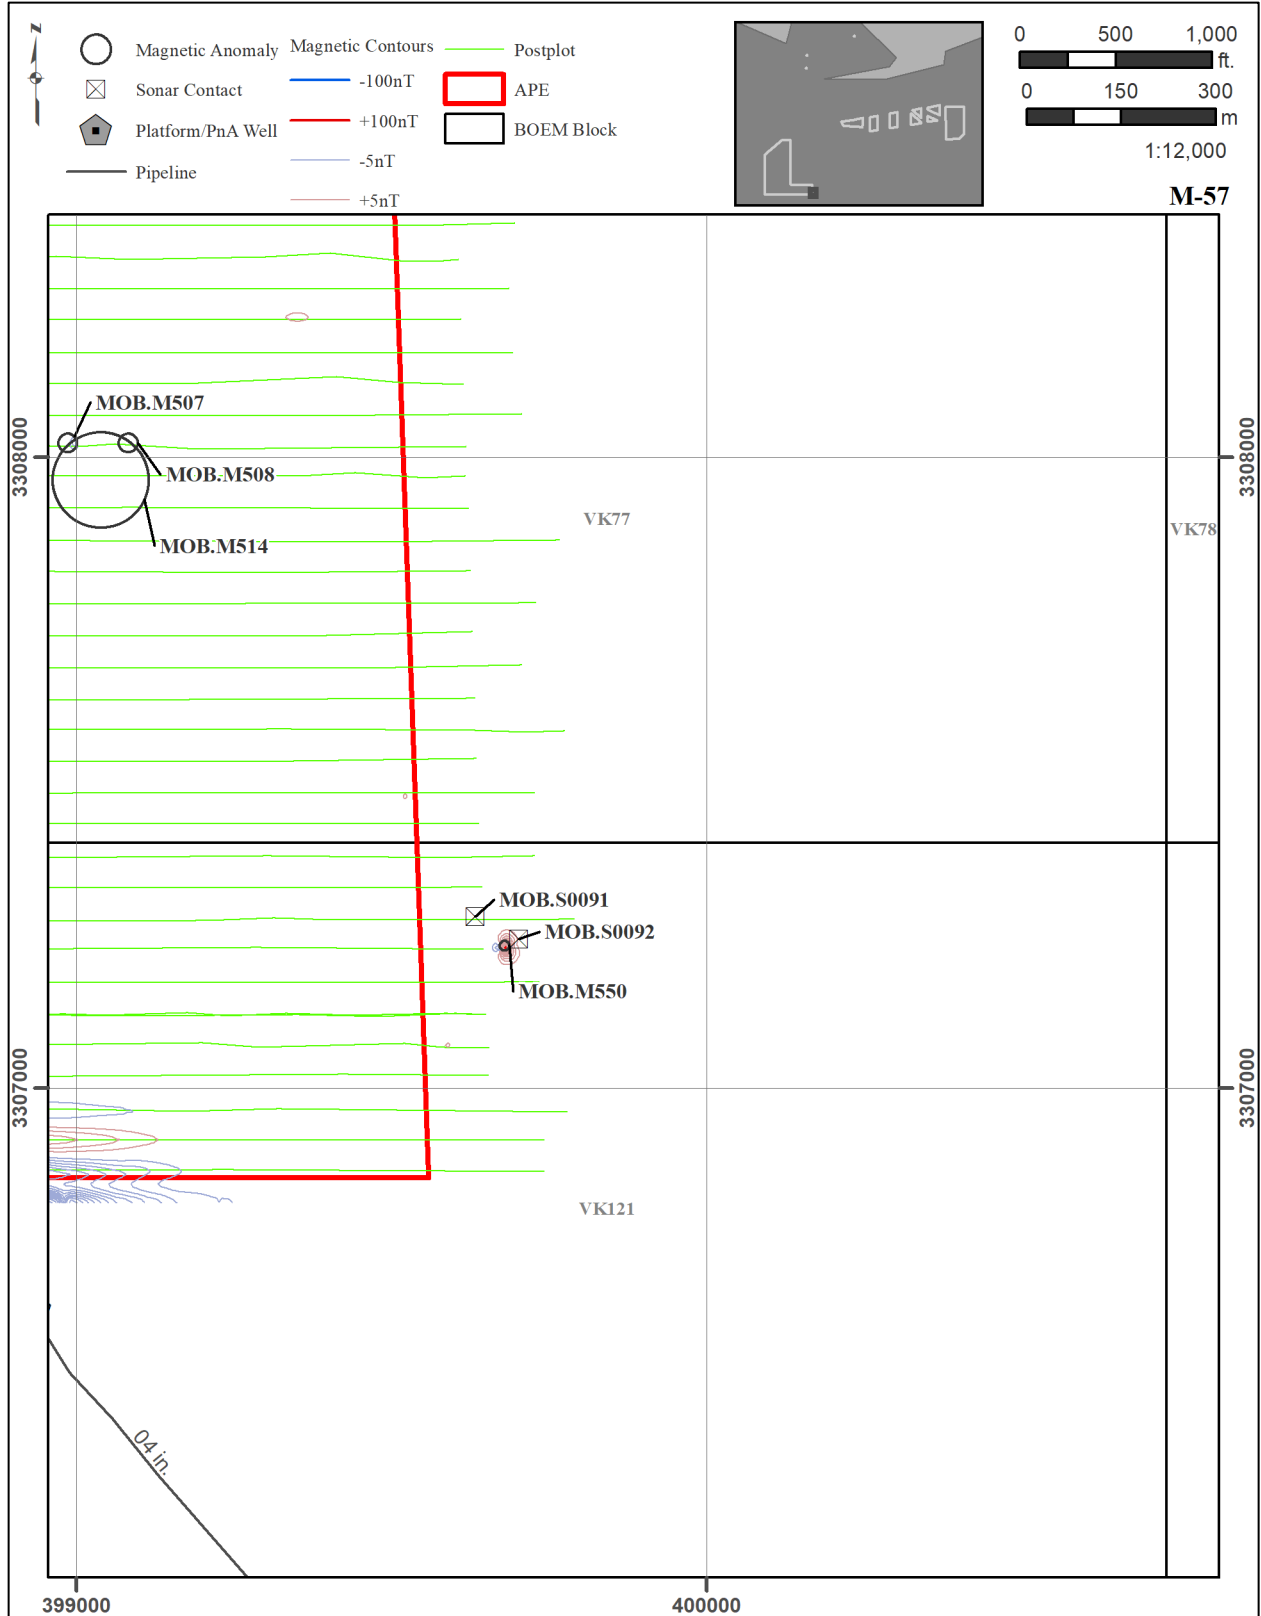 Z
Magnetic Anomaly
Sonar Contact
Platform/PnA Well
Pipeline
Magnetic Contours
-100nT
+100nT
-5nT
+5nT
Postplot
APE
BOEM Block
0 500 1,000
ft.
0 150 300
m
1:12,000
M-57
MOB.M507
MOB.M508
MOB.M514
3308000
3308000
VK77
VK78
MOB.S0091
MOB.S0092
MOB.M550
3307000
3307000
VK121
04 in.
399000
400000